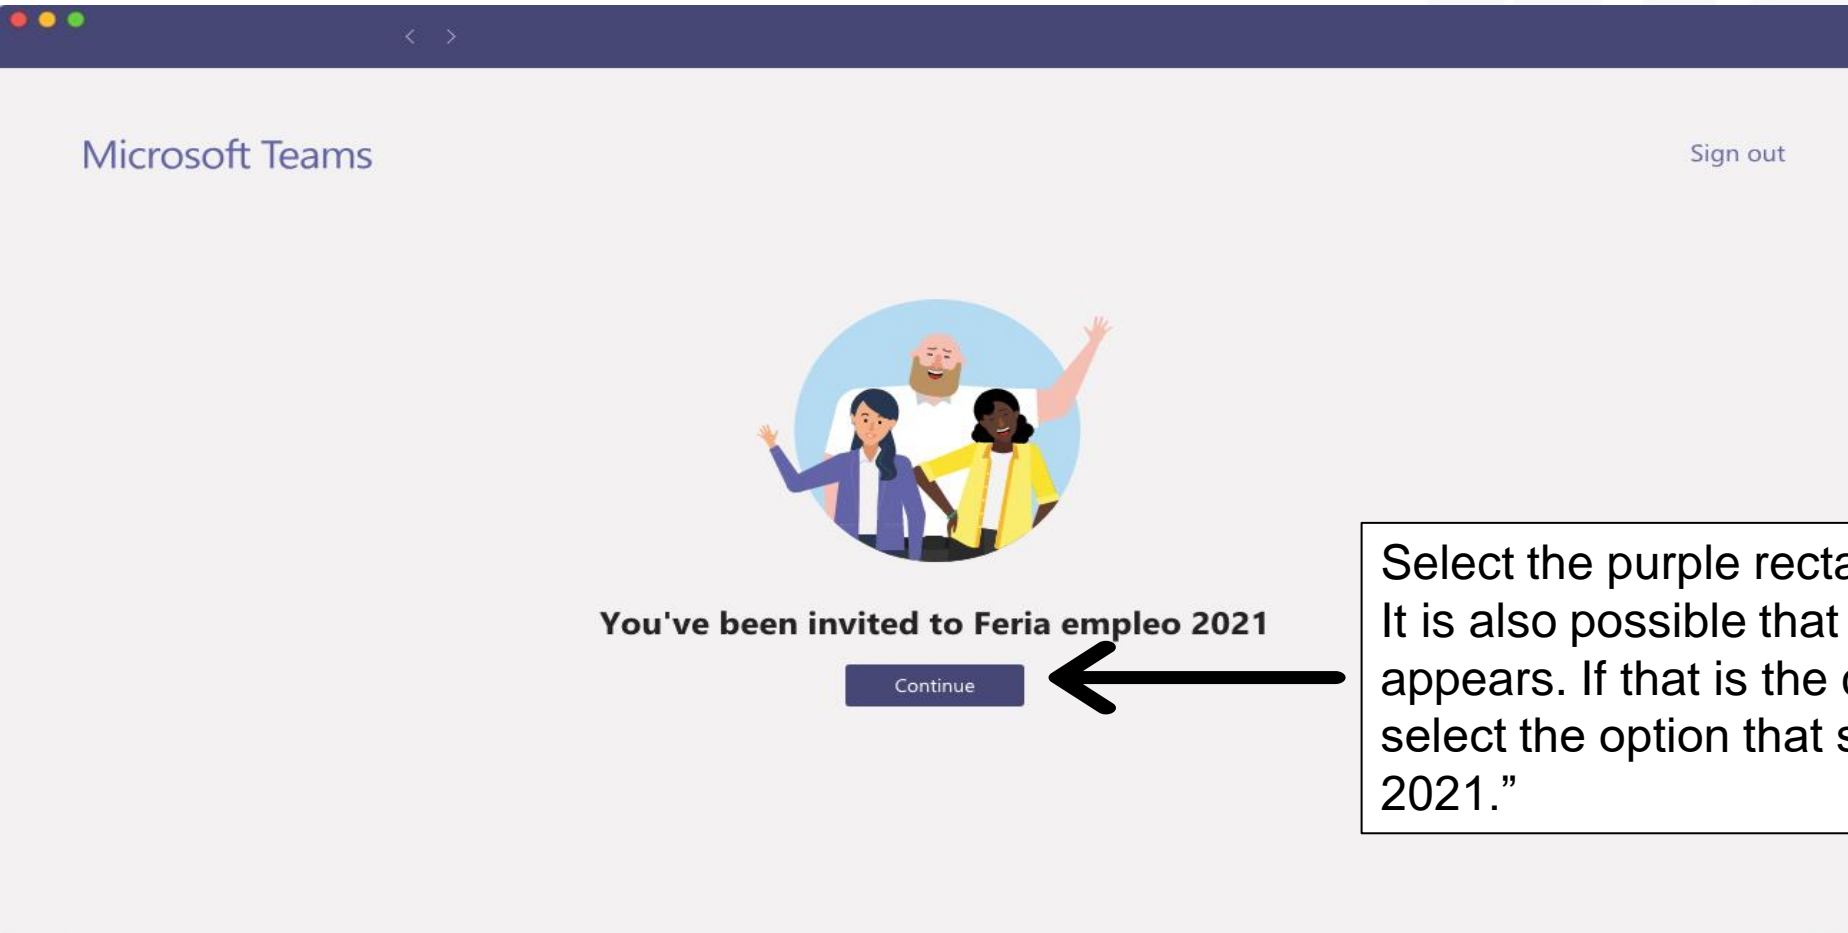 Microsoft Teams
Sign out
You've been invited to Feria empleo 2021
Continue
Select the purple
It is also possible that
appears. If that is the
select the option that
2021.”